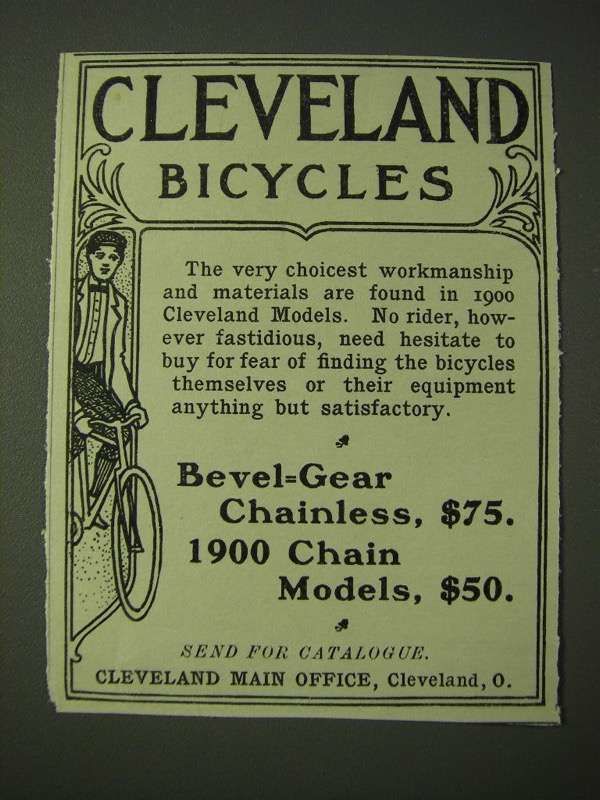 CLEVELAND
BICYCLES
The very choicest workmanship
and materials are found in 1900
Cleveland Models. No rider, how-
ever fastidious, need hesitate to
buy for fear of finding the bicycles
themselves or their equipment
anything but satisfactory.
Bevel=Gear
Chainless, $75.
1900 Chain
Models, $50.
SEND FOR CATALOGUE.
CLEVELAND MAIN OFFICE, Cleveland, O.